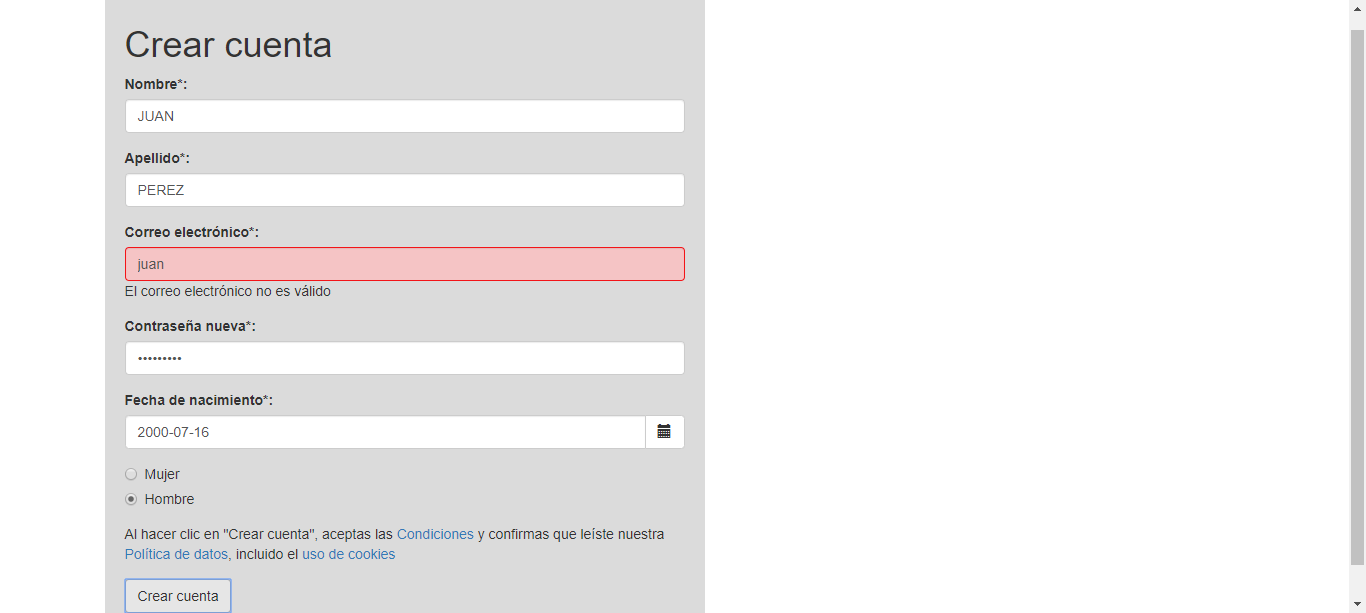 Crear cuenta
Nombre*:
JUAN
Apellido*:
PEREZ
Correo electrónico*:
juan
El correo electrónico no es válido
Contraseña nueva*:
•••••••••
Fecha de nacimiento*:
2000-07-16
Mujer
Hombre
Al hacer clic en "Crear cuenta", aceptas las Condiciones y confirmas que leíste nuestra
Política de datos, incluido el uso de cookies
Crear cuenta